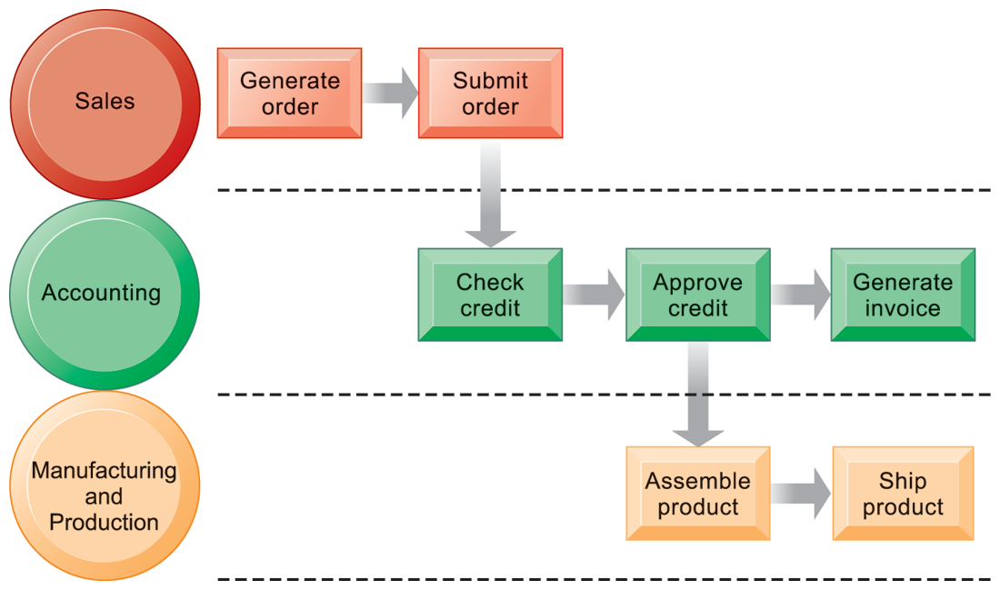 Sales
Generate
order
Submit
order
Accounting
Check
credit
Approve
credit
Generate
invoice
Manufacturing
and
Production
Assemble
product
Ship
product